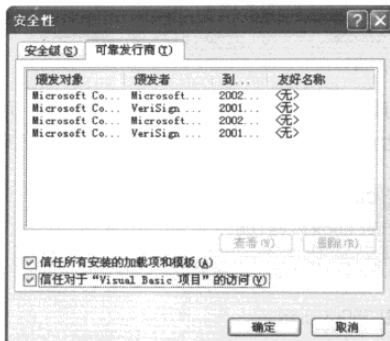 安全性
安全级(S) 可靠发行商(T)
颁发对象 颁发者 到... 友好名称
Microsoft Co... Microsoft... 2002... <无>
Microsoft Co... VeriSign ... 2001... <无>
Microsoft Co... Microsoft... 2002... <无>
Microsoft Co... VeriSign ... 2001... <无>
查看(V) 删除(R)
信任所有安装的加载项和模板(A)
信任对于“Visual Basic 项目”的访问(V)
确定 取消